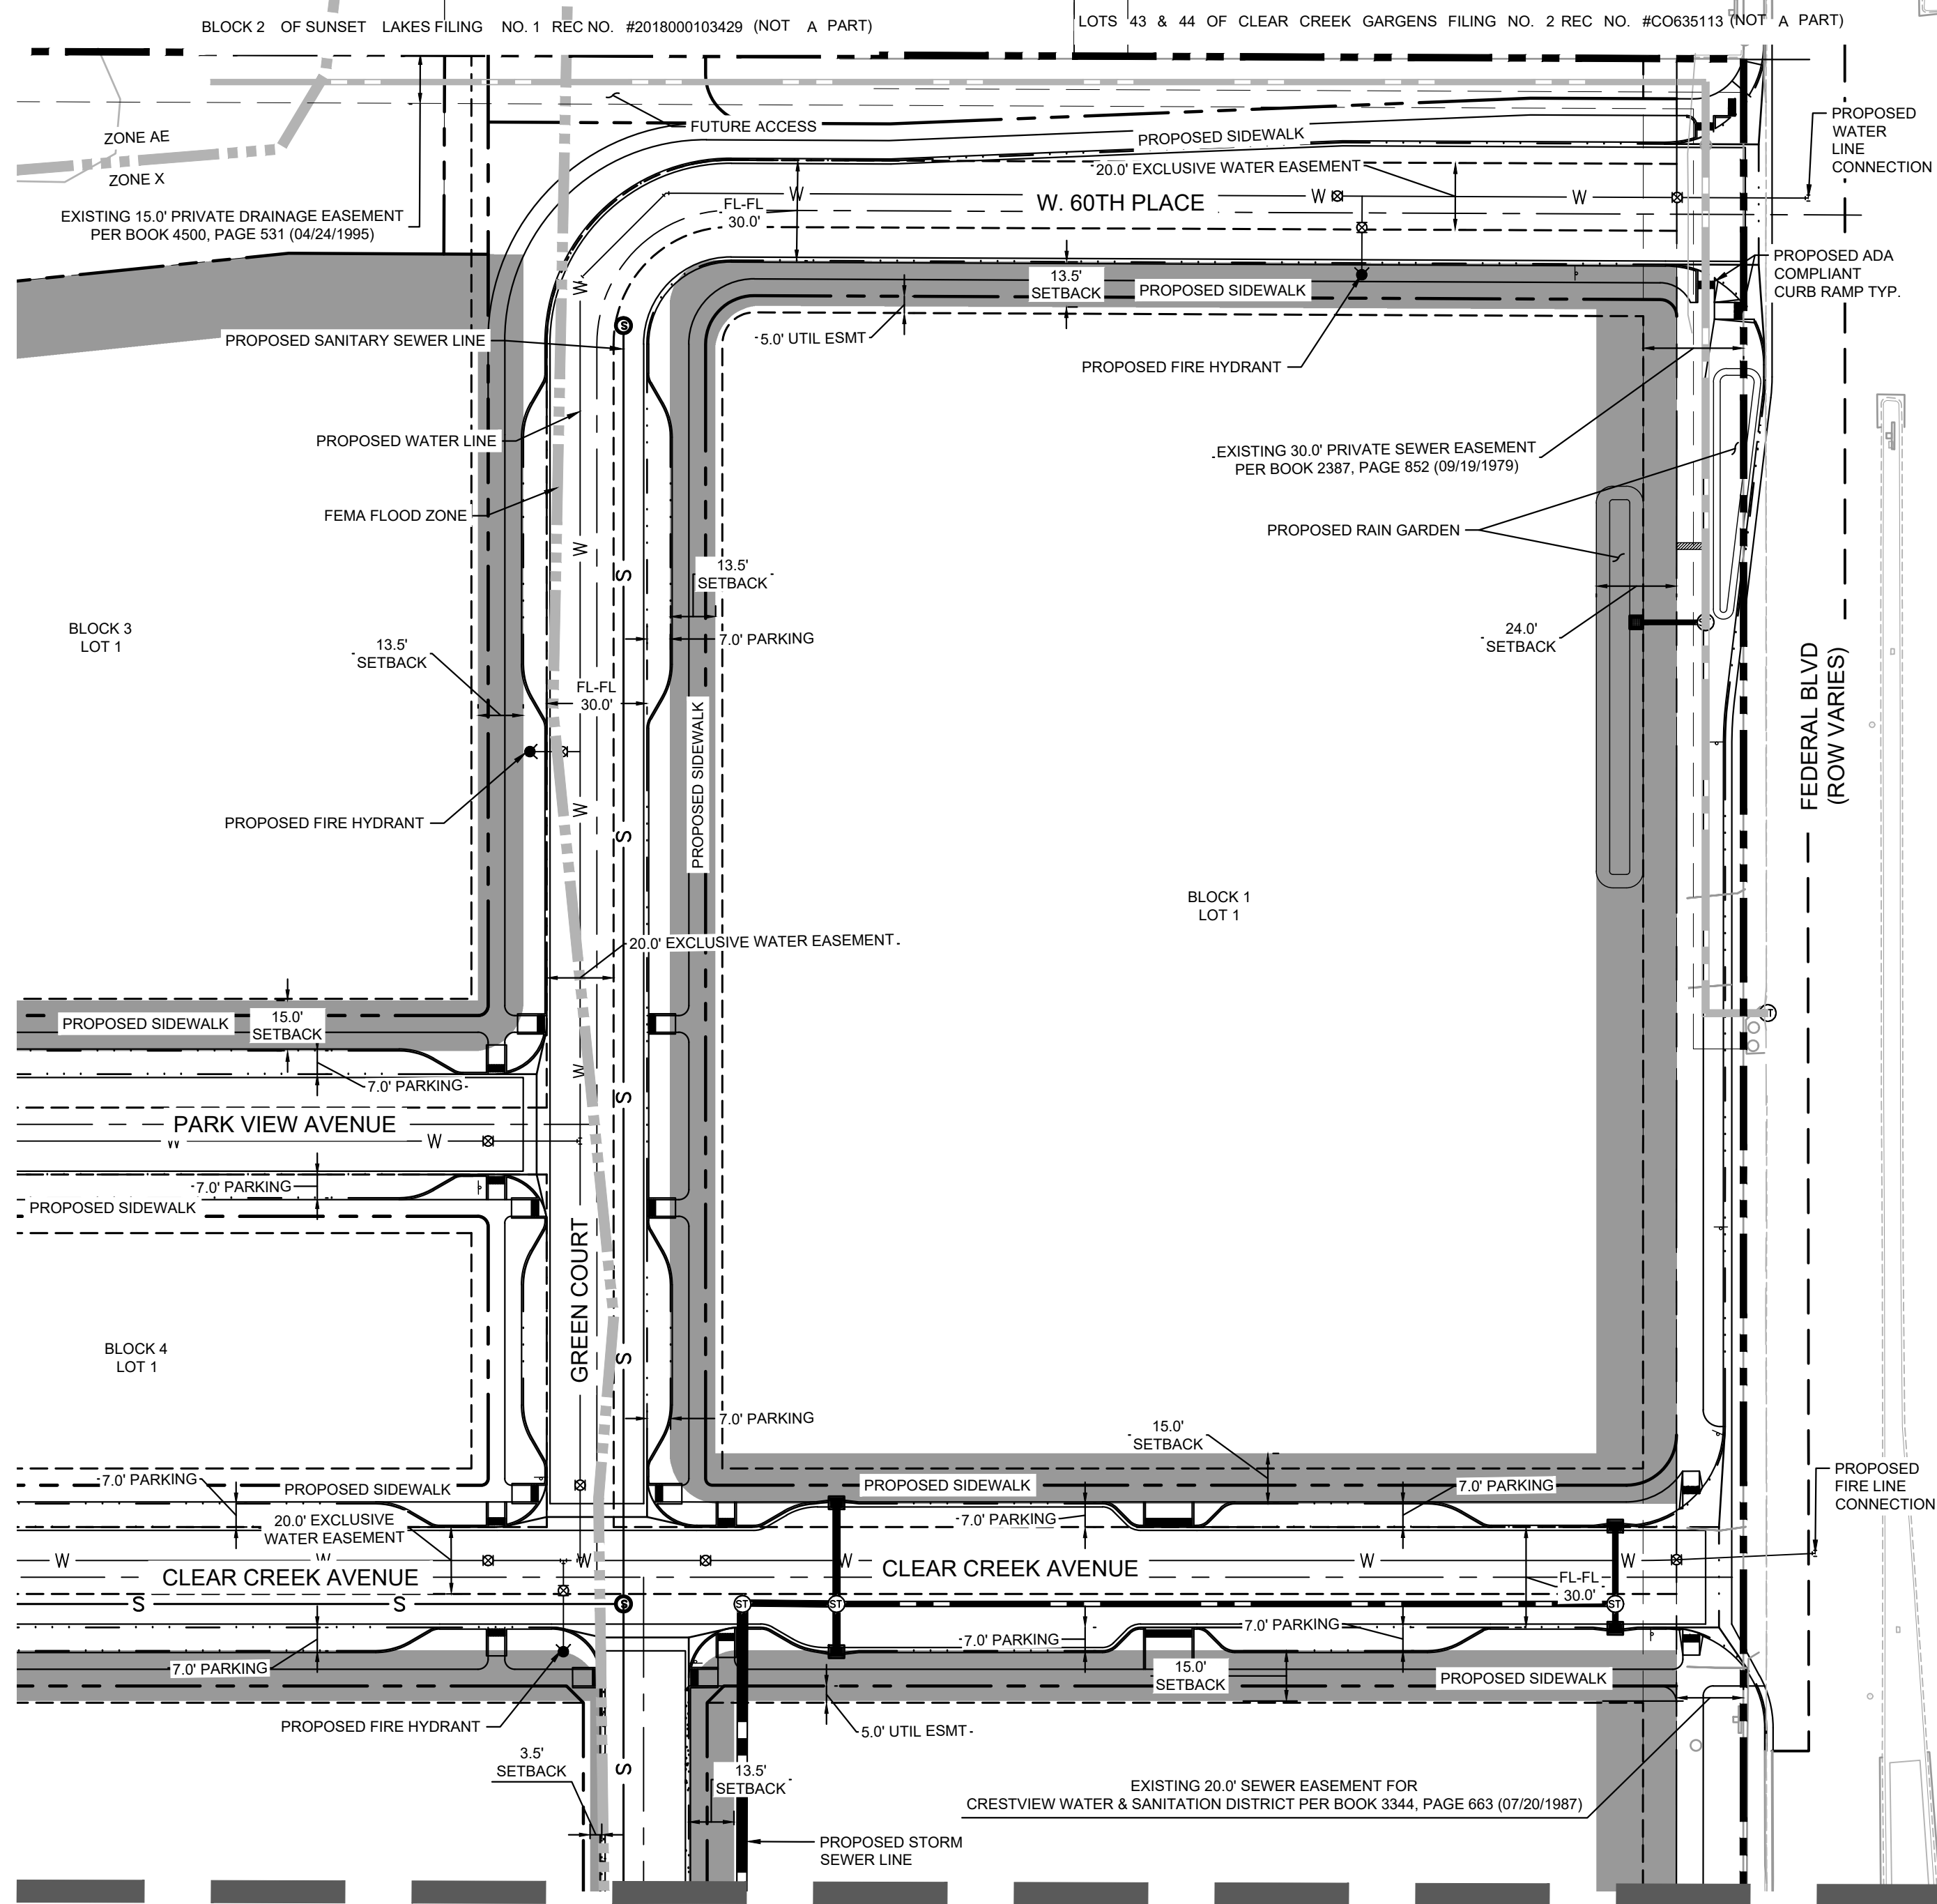 BLOCK 2 OF SUNSET LAKES FILING NO. 1 REC NO. #2018000103429 (NOT A PART)
LOTS 43 & 44 OF CLEAR CREEK GARGENS FILING NO. 2 REC NO. #CO635113 (NOT A PART)
ZONE AE
ZONE X
FUTURE ACCESS
PROPOSED SIDEWALK
PROPOSED
WATER
LINE
CONNECTION
20.0' EXCLUSIVE WATER EASEMENT
EXISTING 15.0' PRIVATE DRAINAGE EASEMENT
PER BOOK 4500, PAGE 531 (04/24/1995)
FL-FL
30.0'
W
W. 60TH PLACE
W
W
PROPOSED ADA
COMPLIANT
CURB RAMP TYP.
13.5'
SETBACK
PROPOSED SIDEWALK
W
S
PROPOSED SANITARY SEWER LINE
5.0' UTIL ESMT
PROPOSED FIRE HYDRANT
PROPOSED WATER LINE
EXISTING 30.0' PRIVATE SEWER EASEMENT
PER BOOK 2387, PAGE 852 (09/19/1979)
FEMA FLOOD ZONE
PROPOSED RAIN GARDEN
W
S
13.5'
SETBACK
BLOCK 3
LOT 1
13.5'
SETBACK
7.0' PARKING
24.0'
SETBACK
FL-FL
30.0'
PROPOSED SIDEWALK
FEDERAL BLVD
(ROW VARIES)
PROPOSED FIRE HYDRANT
W
S
BLOCK 1
LOT 1
20.0' EXCLUSIVE WATER EASEMENT
PROPOSED SIDEWALK
15.0'
SETBACK
7.0' PARKING
W
S
PARK VIEW AVENUE
W
W
7.0' PARKING
PROPOSED SIDEWALK
GREEN COURT
BLOCK 4
LOT 1
S
7.0' PARKING
15.0'
SETBACK
7.0' PARKING
PROPOSED SIDEWALK
PROPOSED SIDEWALK
7.0' PARKING
PROPOSED
FIRE LINE
CONNECTION
20.0' EXCLUSIVE
WATER EASEMENT
7.0' PARKING
W
W
W
W
W
W
CLEAR CREEK AVENUE
CLEAR CREEK AVENUE
FL-FL
30.0'
S
S
S
ST
ST
ST
7.0' PARKING
7.0' PARKING
7.0' PARKING
15.0'
SETBACK
PROPOSED SIDEWALK
PROPOSED FIRE HYDRANT
5.0' UTIL ESMT
3.5'
SETBACK
S
13.5'
SETBACK
EXISTING 20.0' SEWER EASEMENT FOR
CRESTVIEW WATER & SANITATION DISTRICT PER BOOK 3344, PAGE 663 (07/20/1987)
PROPOSED STORM
SEWER LINE